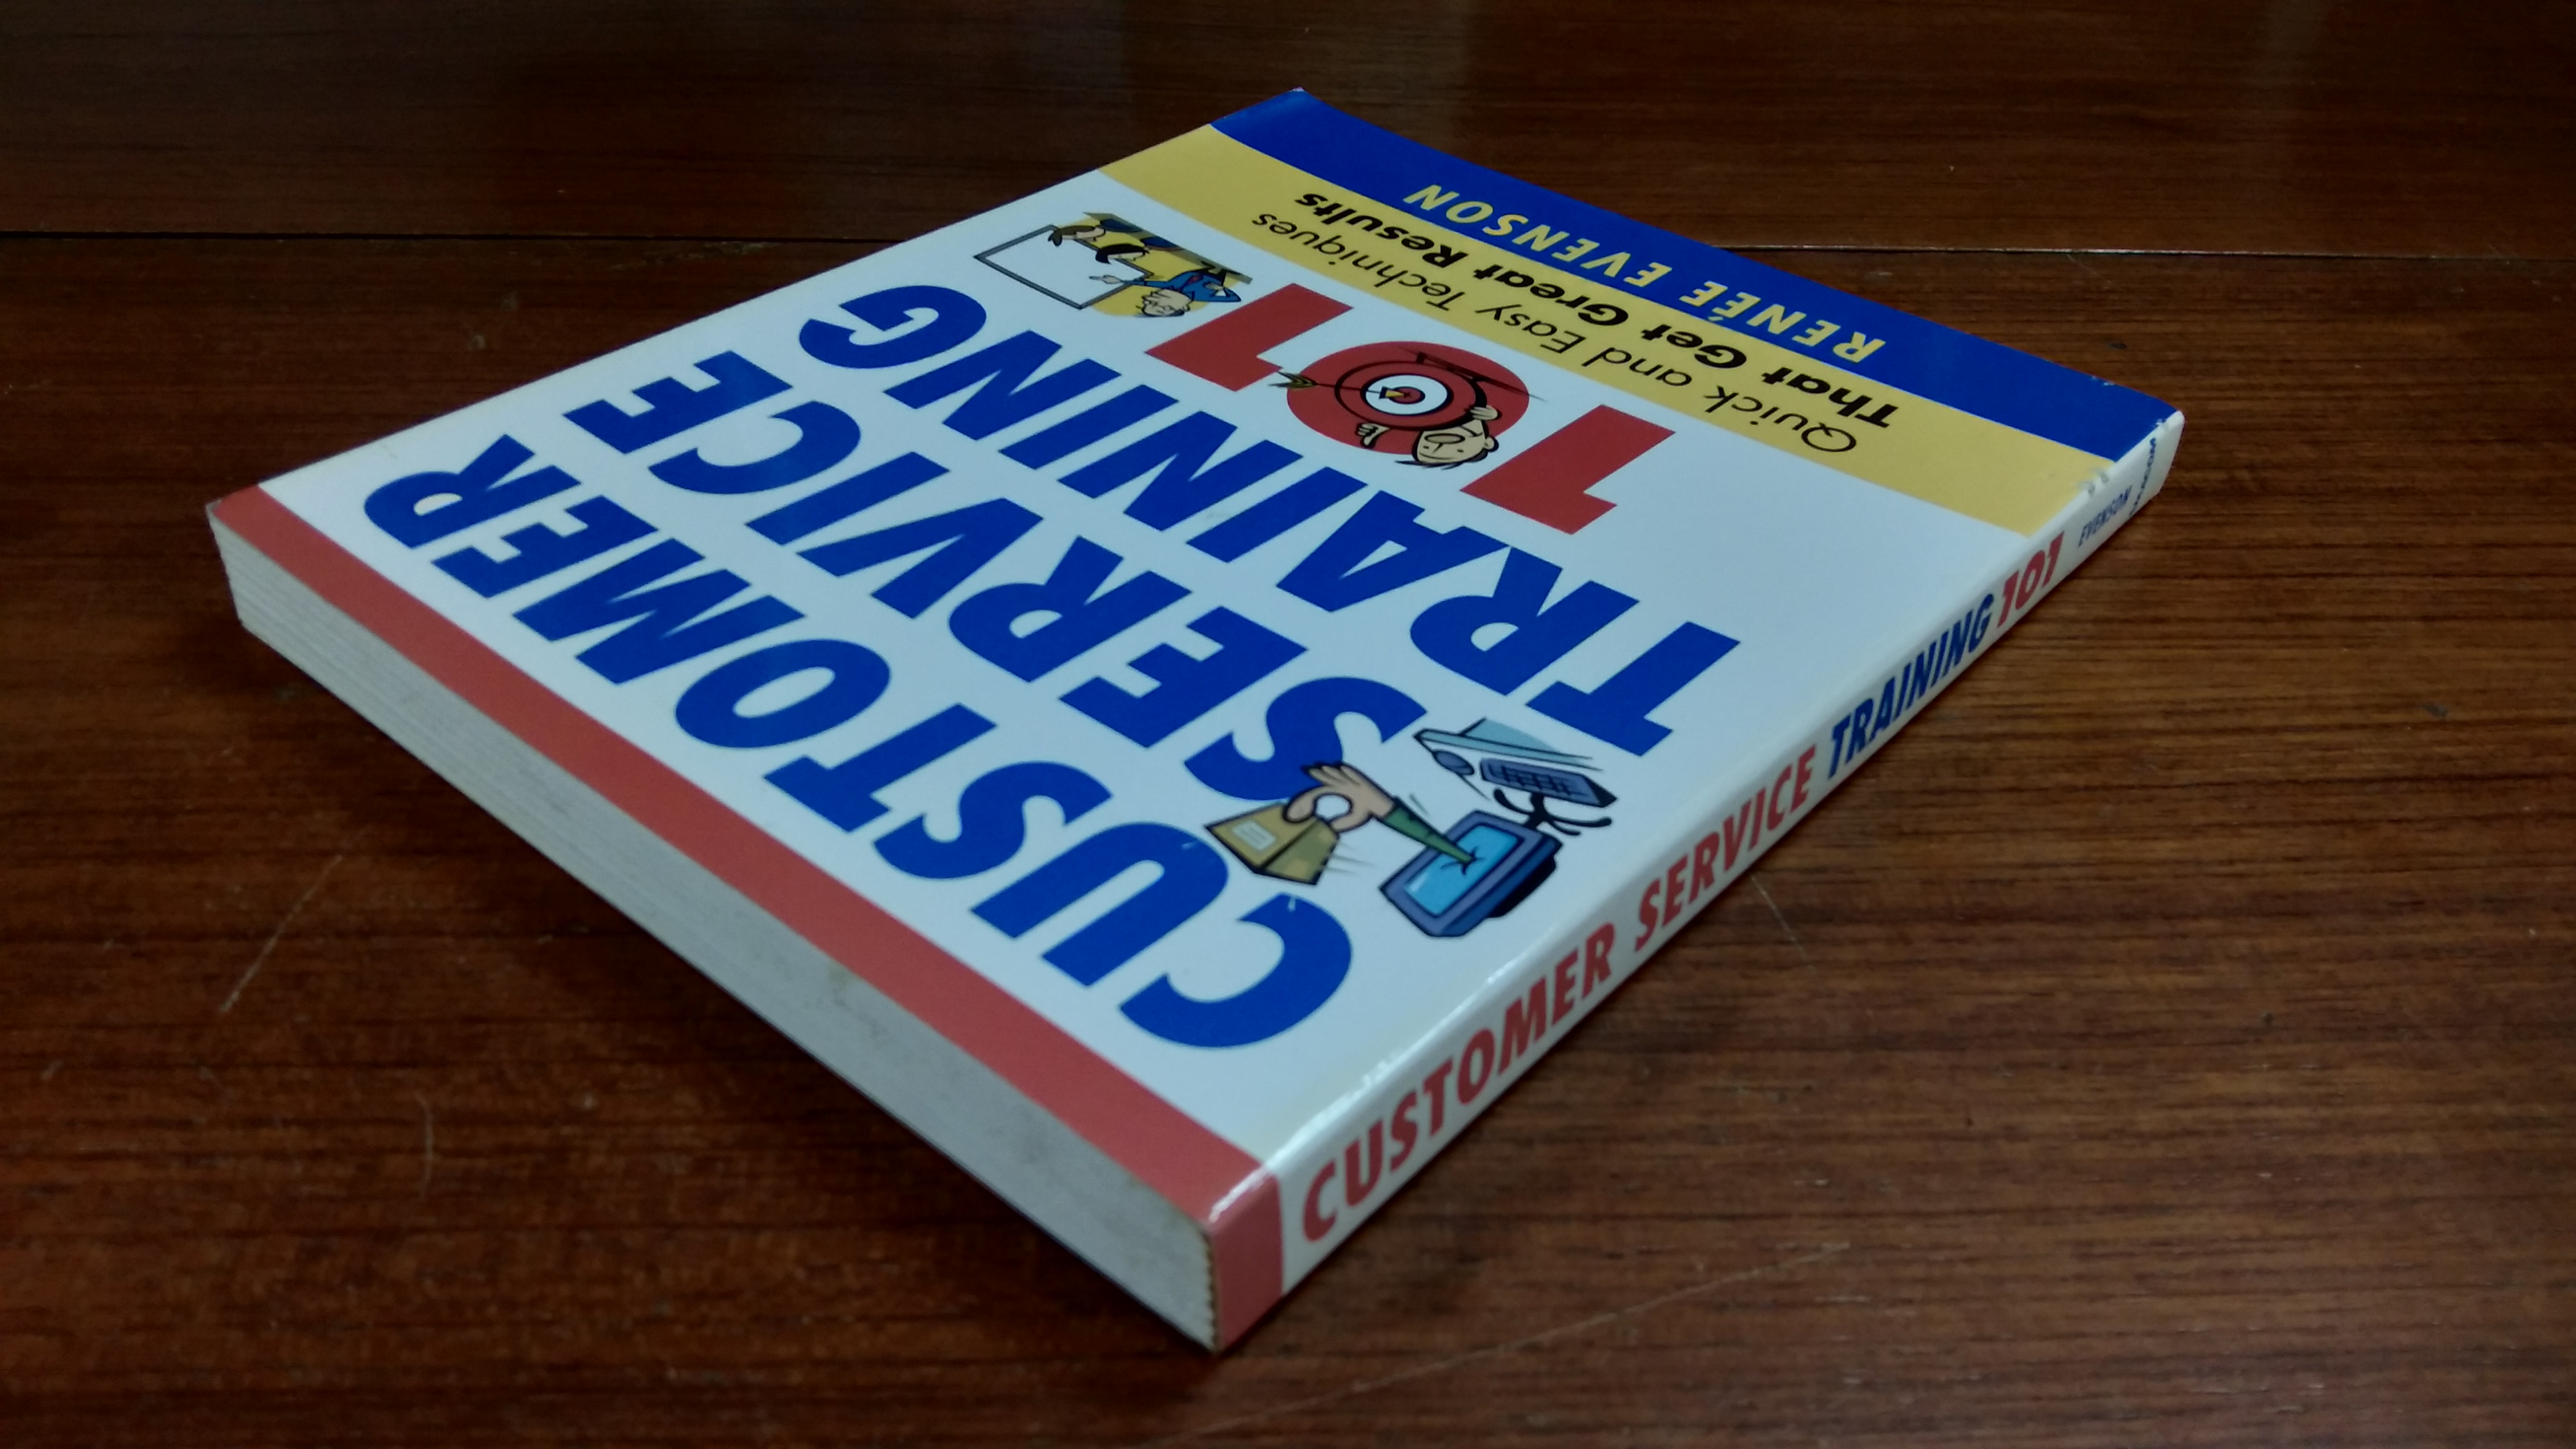 CUSTOMER
SERVICE
TRAINING
101
Quick and Easy Techniques
That Get Great Results
RENÉE EVENSON
CUSTOMER SERVICE TRAINING 101 EVENSON